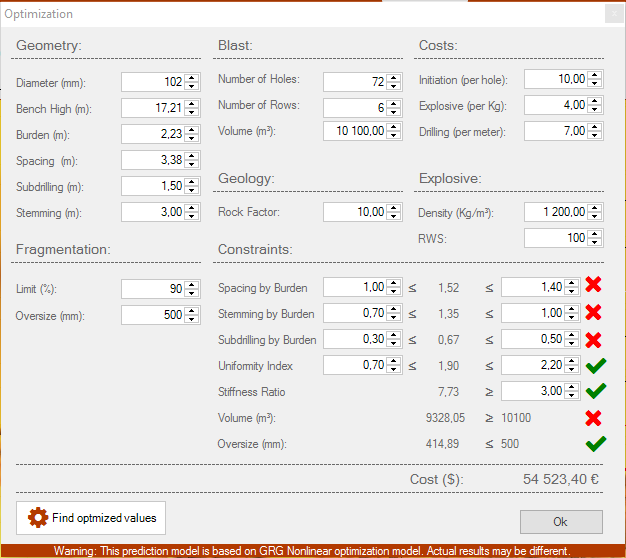 Optimization
Geometry:
Diameter (mm): 102
Bench High (m): 17,21
Burden (m): 2,23
Spacing (m): 3,38
Subdrilling (m): 1,50
Stemming (m): 3,00
Blast:
Number of Holes: 72
Number of Rows: 6
Volume (m³): 10 100,00
Costs:
Initiation (per hole): 10,00
Explosive (per Kg): 4,00
Drilling (per meter): 7,00
Geology:
Rock Factor: 10,00
Explosive:
Density (Kg/m³): 1 200,00
RWS: 100
Fragmentation:
Limit (%): 90
Oversize (mm): 500
Constraints:
Spacing by Burden 1,00 ≤ 1,52 ≤ 1,40
Stemming by Burden 0,70 ≤ 1,35 ≤ 1,00
Subdrilling by Burden 0,30 ≤ 0,67 ≤ 0,50
Uniformity Index 0,70 ≤ 1,90 ≤ 2,20
Stiffness Ratio 7,73 ≥ 3,00
Volume (m³): 9328,05 ≥ 10100
Oversize (mm): 414,89 ≤ 500
Cost ($): 54 523,40 €
Find optmized values
Ok
Warning: This prediction model is based on GRG Nonlinear optimization model. Actual results may be different.